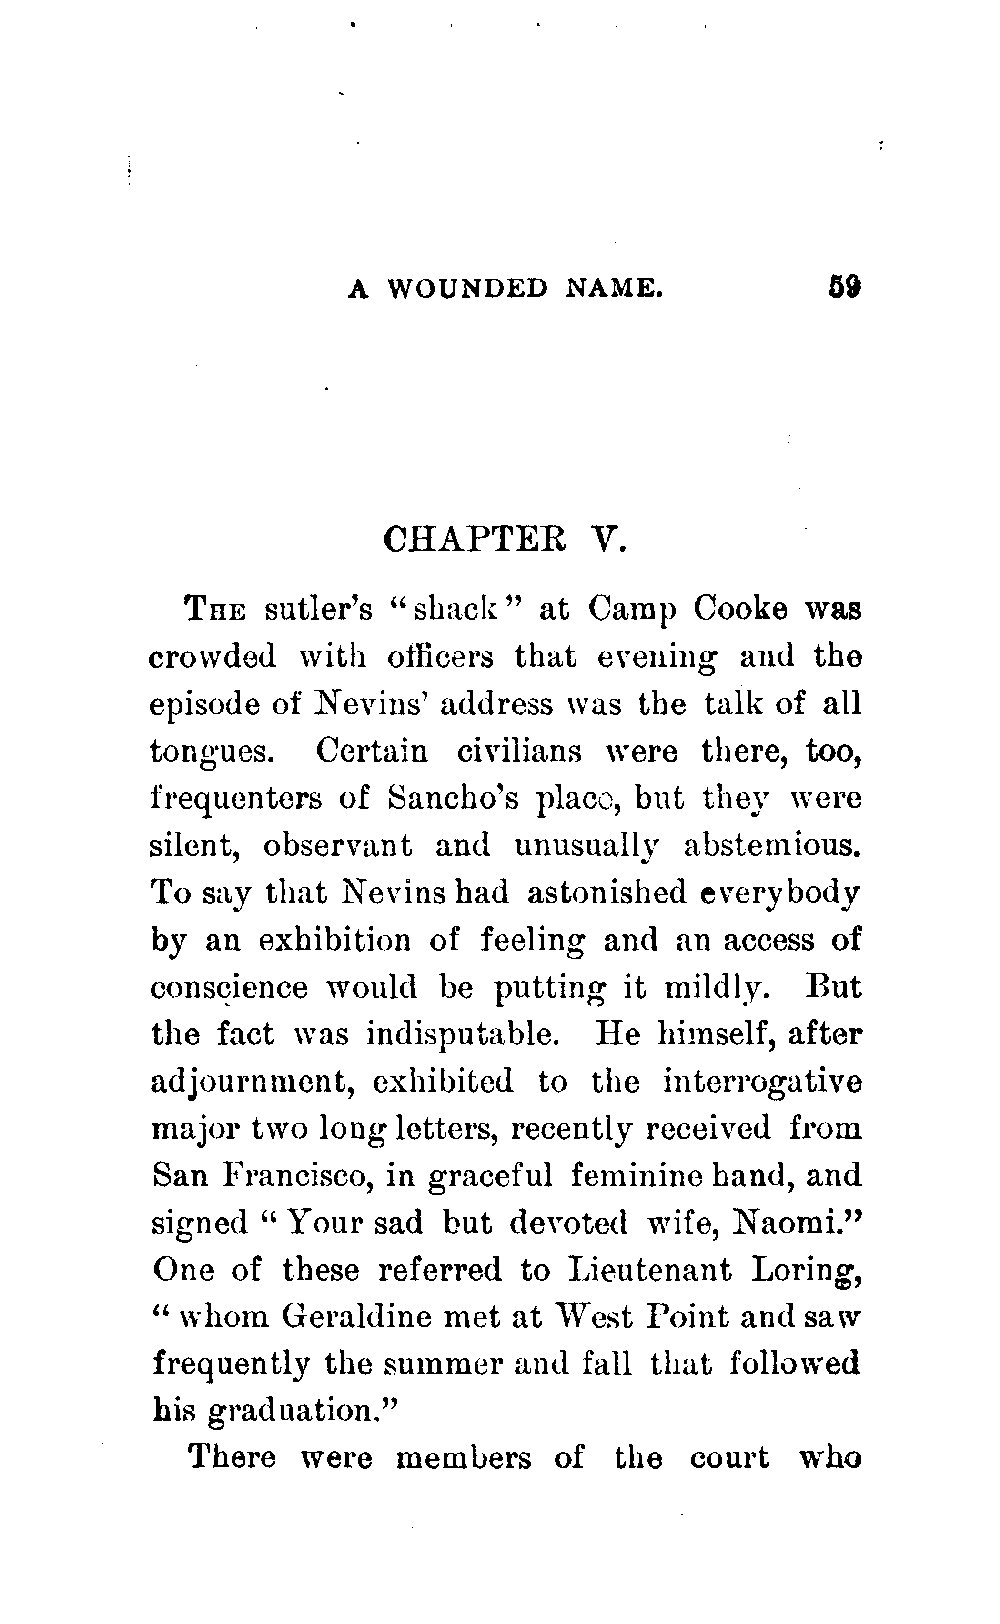 A WOUNDED NAME. 59
CHAPTER V.
THE sutler's "shack" at Camp Cooke was
crowded with officers that evening and the
episode of Nevins' address was the talk of all
tongues. Certain civilians were there, too,
frequenters of Sancho's place, but they were
silent, observant and unusually abstemious.
To say that Nevins had astonished everybody
by an exhibition of feeling and an access of
conscience would be putting it mildly. But
the fact was indisputable. He himself, after
adjournment, exhibited to the interrogative
major two long letters, recently received from
San Francisco, in graceful feminine hand, and
signed "Your sad but devoted wife, Naomi."
One of these referred to Lieutenant Loring,
"whom Geraldine met at West Point and saw
frequently the summer and fall that followed
his graduation."
There were members of the court who